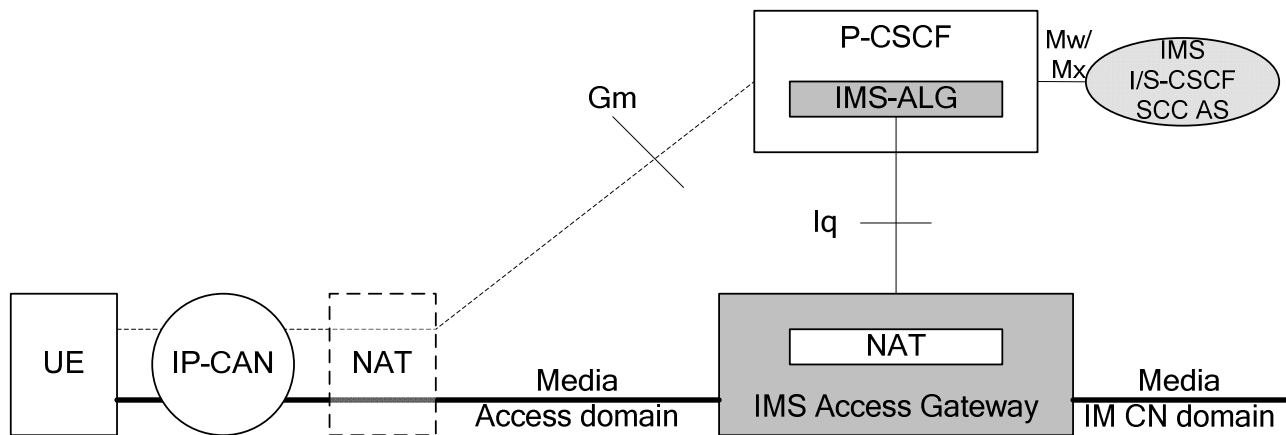 P-CSCF
IMS-ALG
Mw/
Mx
IMS
I/S-CSCF
SCC AS
Gm
Iq
UE
IP-CAN
NAT
Media
Access domain
NAT
IMS Access Gateway
Media
IM CN domain